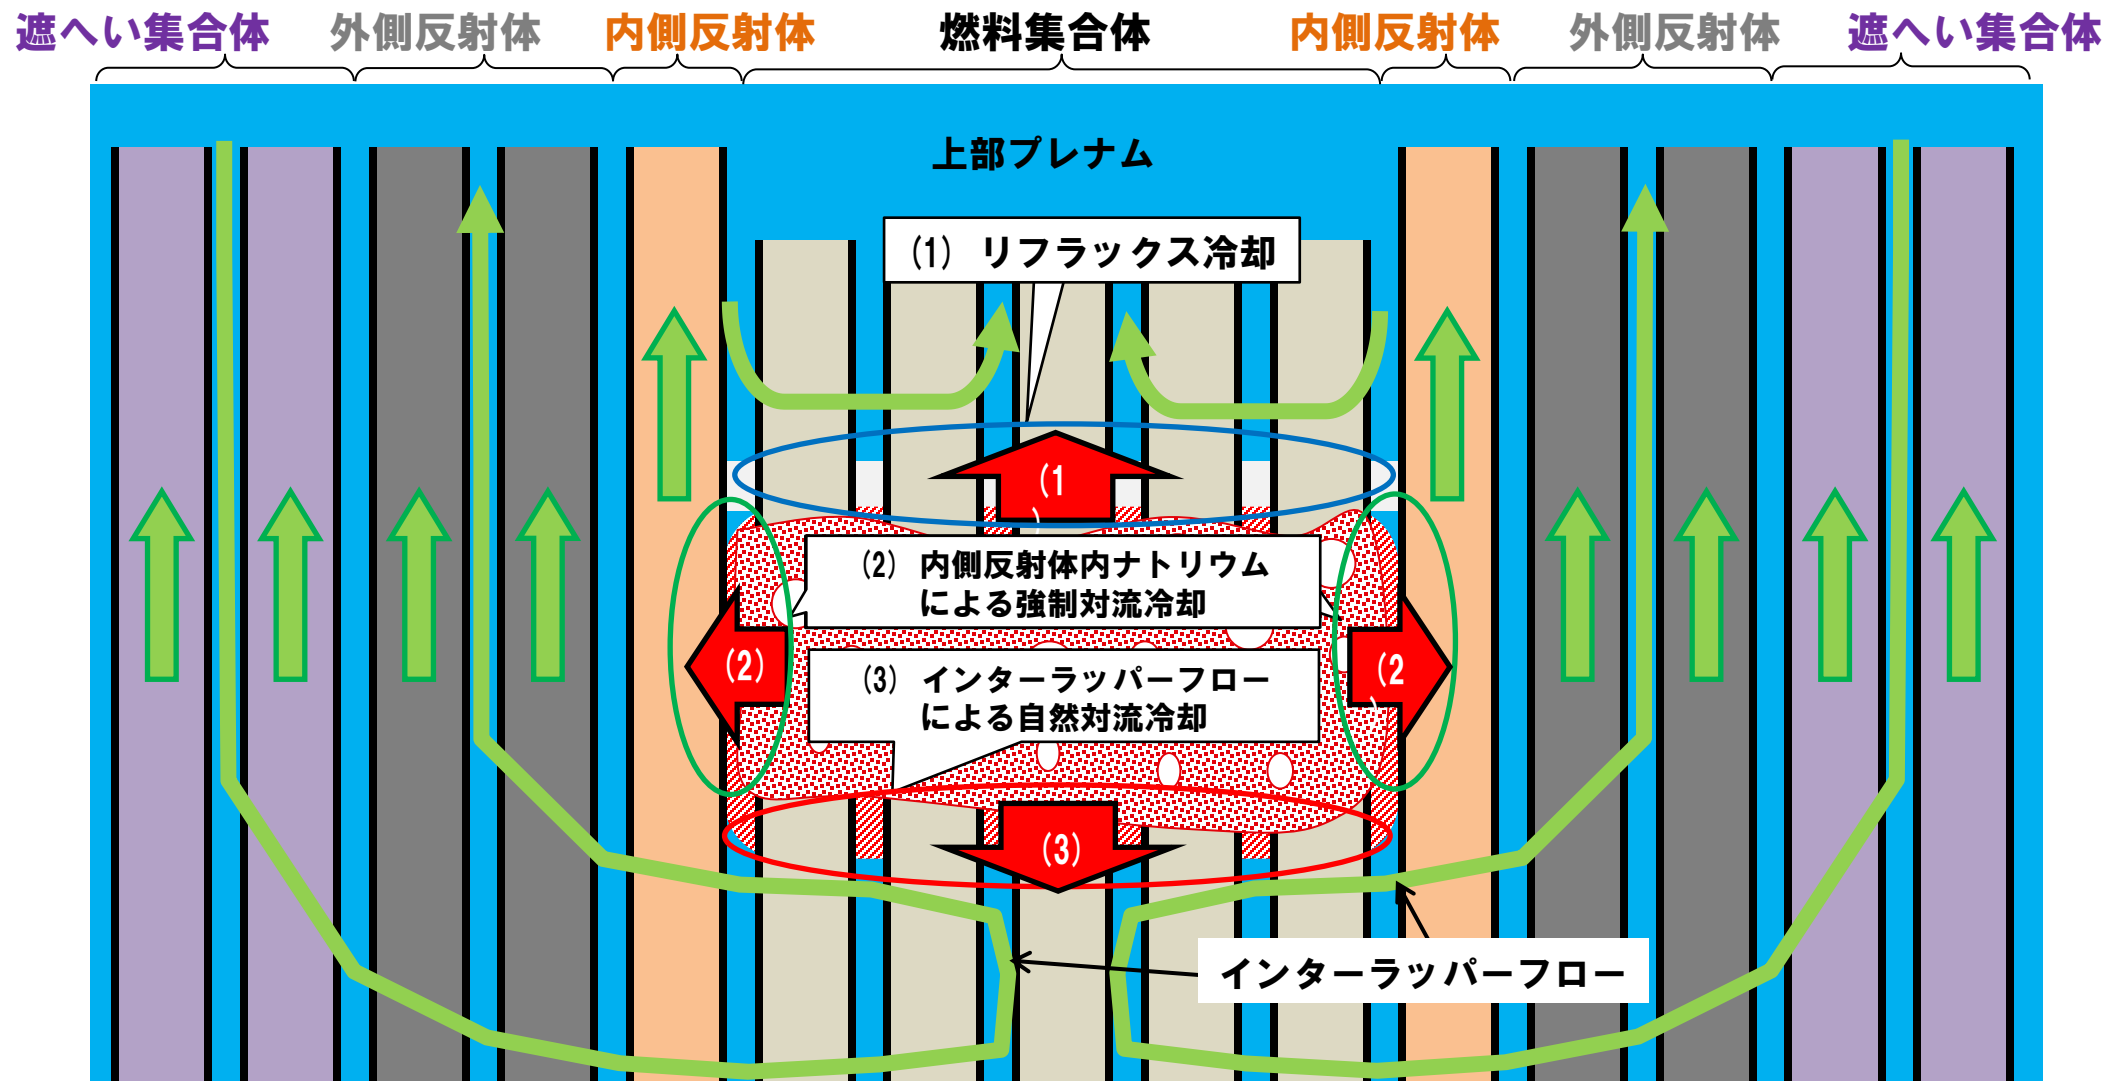 遮へい集合体
外側反射体
内側反射体
燃料集合体
内側反射体
外側反射体
遮へい集合体
上部プレナム
(1) リフラックス冷却
(1
)
(2) 内側反射体内ナトリウム
による強制対流冷却
(2)
(2
)
(3) インターラッパーフロー
による自然対流冷却
(3)
インターラッパーフロー